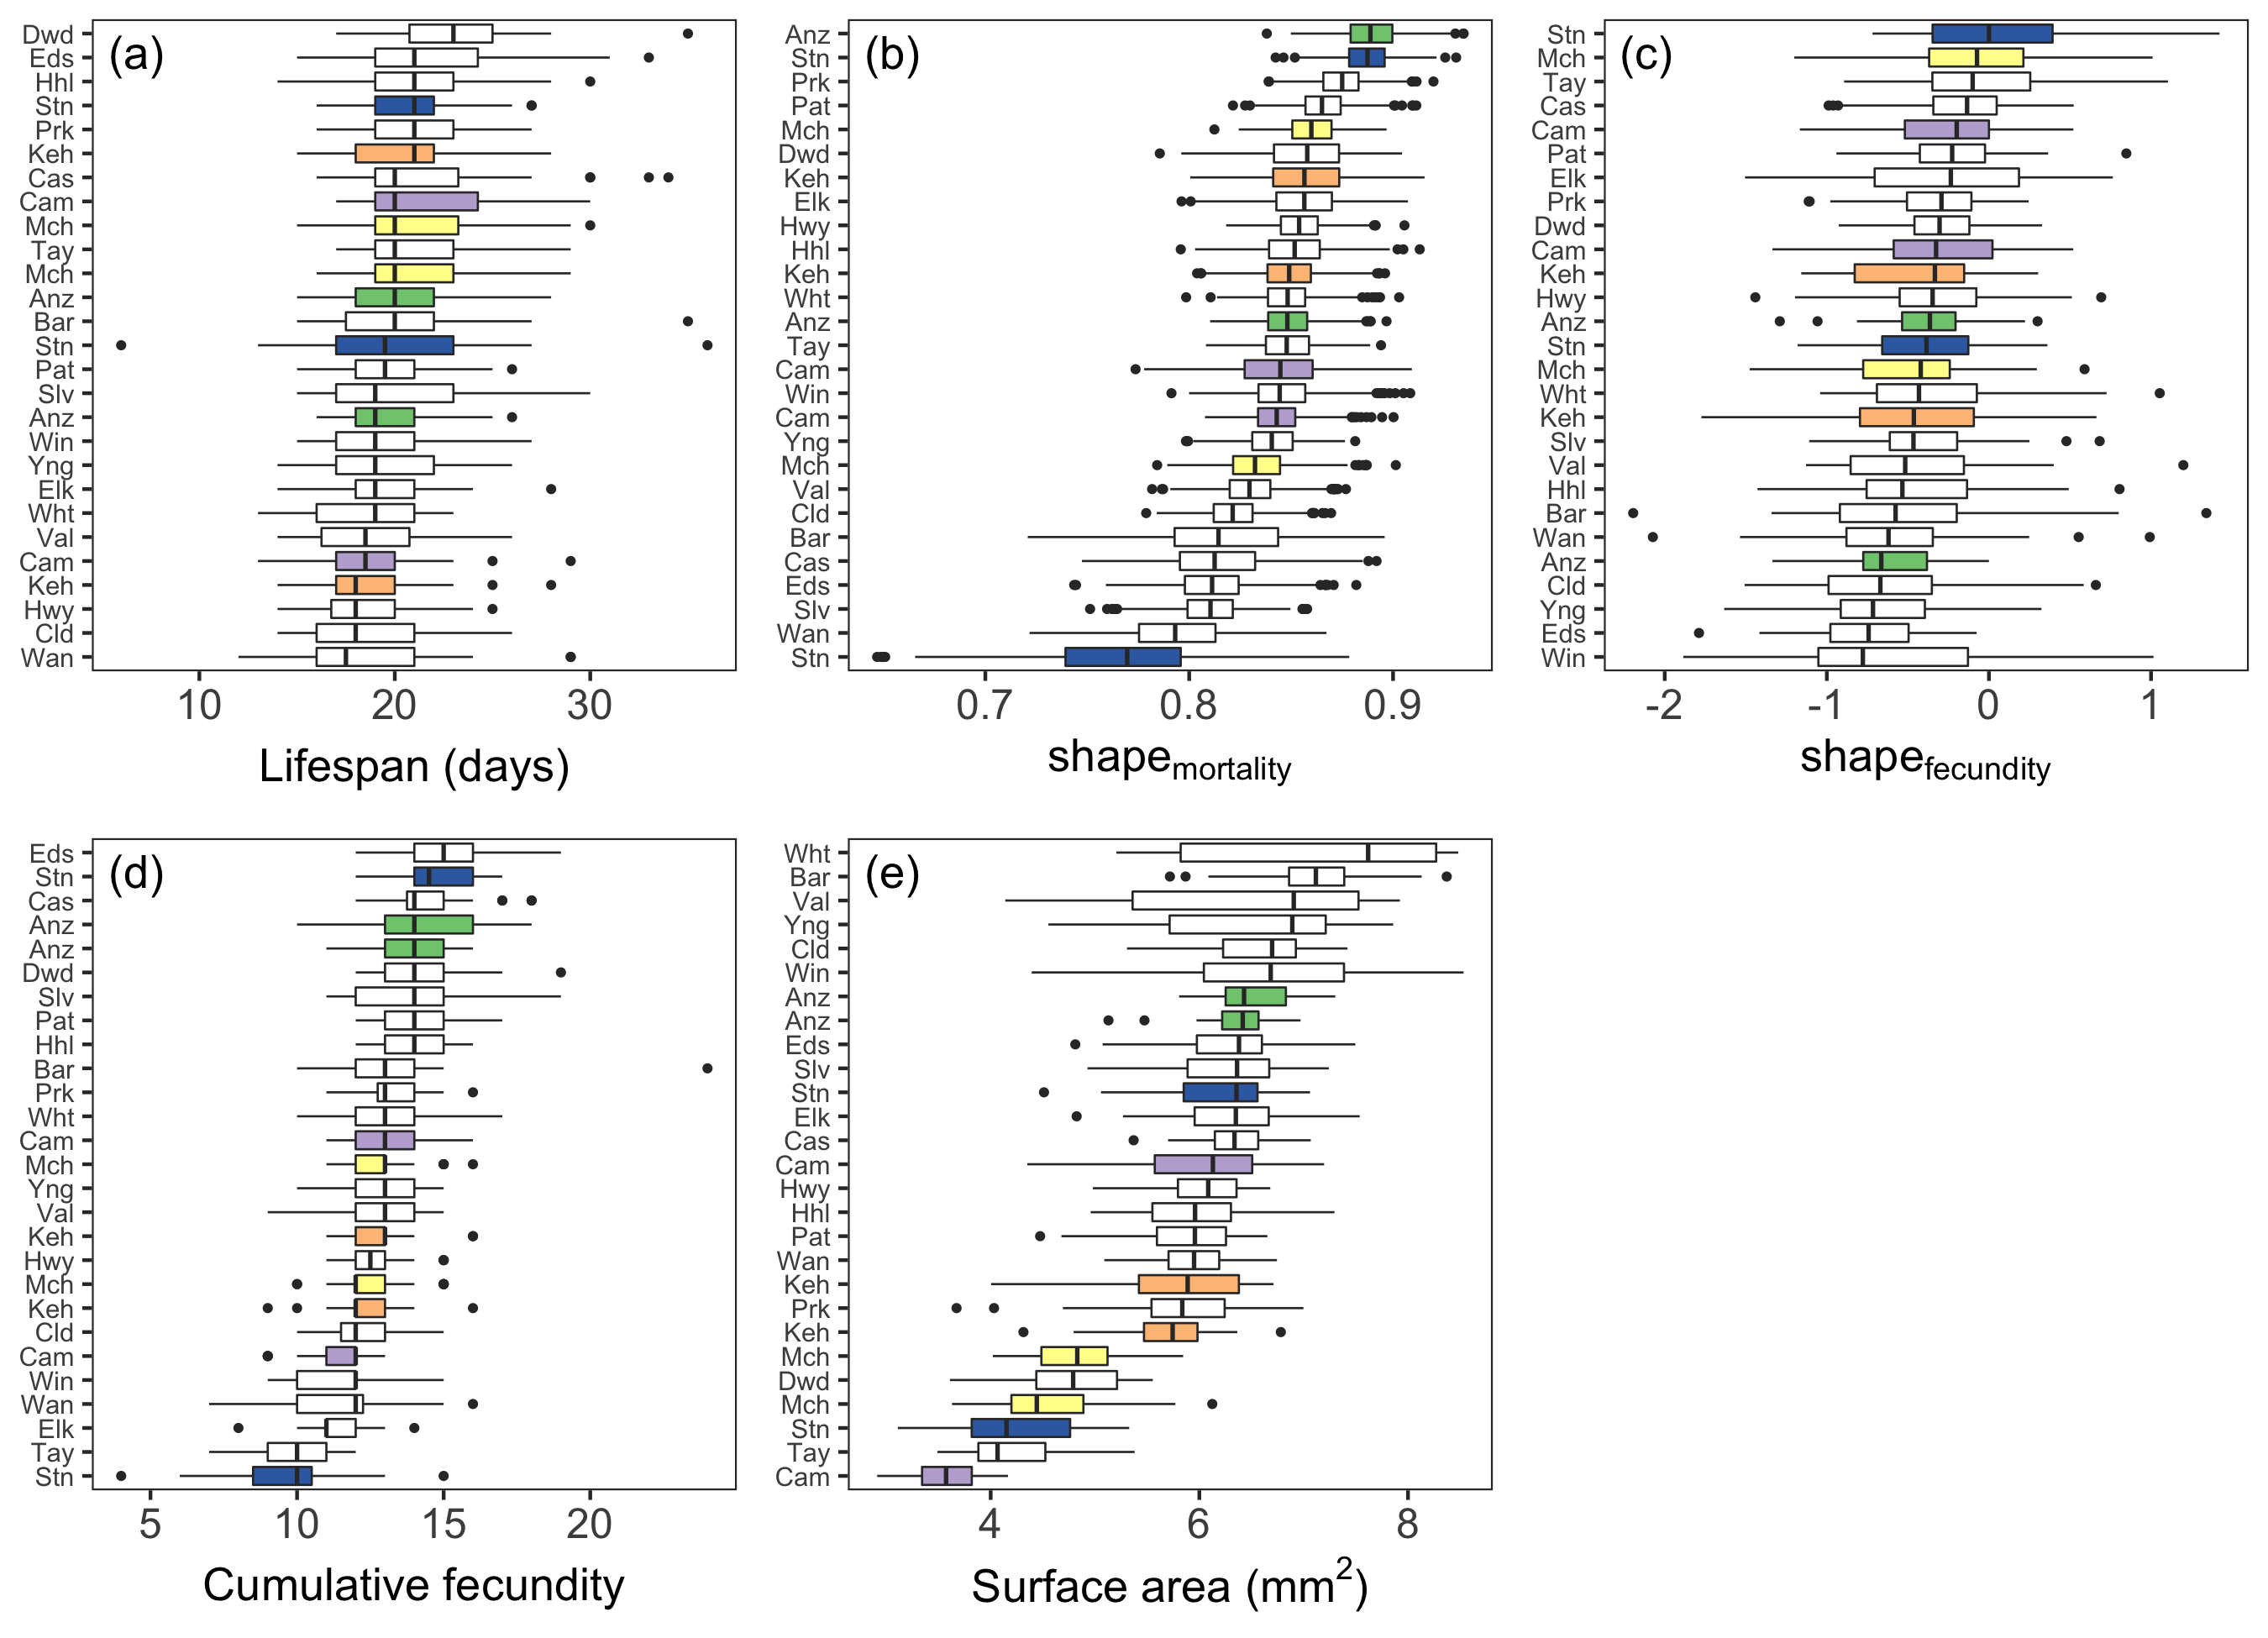 (a)
Dwd
Eds
Hhl
Stn
Prk
Keh
Cas
Cam
Mch
Tay
Mch
Anz
Bar
Stn
Pat
Slv
Anz
Win
Yng
Elk
Wht
Val
Cam
Keh
Hwy
Cld
Wan
10 20 30
Lifespan (days)
(b)
Anz
Stn
Prk
Pat
Mch
Dwd
Keh
Elk
Hwy
Hhl
Keh
Wht
Anz
Tay
Cam
Win
Cam
Yng
Mch
Val
Cld
Bar
Cas
Eds
Slv
Wan
Stn
0.7 0.8 0.9
shape mortality
(c)
Stn
Mch
Tay
Cas
Cam
Pat
Elk
Prk
Dwd
Cam
Keh
Hwy
Anz
Stn
Mch
Wht
Keh
Slv
Val
Hhl
Bar
Wan
Anz
Cld
Yng
Eds
Win
-2 -1 0 1
shape fecundity
(d)
Eds
Stn
Cas
Anz
Anz
Dwd
Slv
Pat
Hhl
Bar
Prk
Wht
Cam
Mch
Yng
Val
Keh
Hwy
Mch
Keh
Cld
Cam
Win
Wan
Elk
Tay
Stn
5 10 15 20
Cumulative fecundity
(e)
Wht
Bar
Val
Yng
Cld
Win
Anz
Anz
Eds
Slv
Stn
Elk
Cas
Cam
Hwy
Hhl
Pat
Wan
Keh
Prk
Keh
Mch
Dwd
Mch
Stn
Tay
Cam
4 6 8
Surface area (mm²)